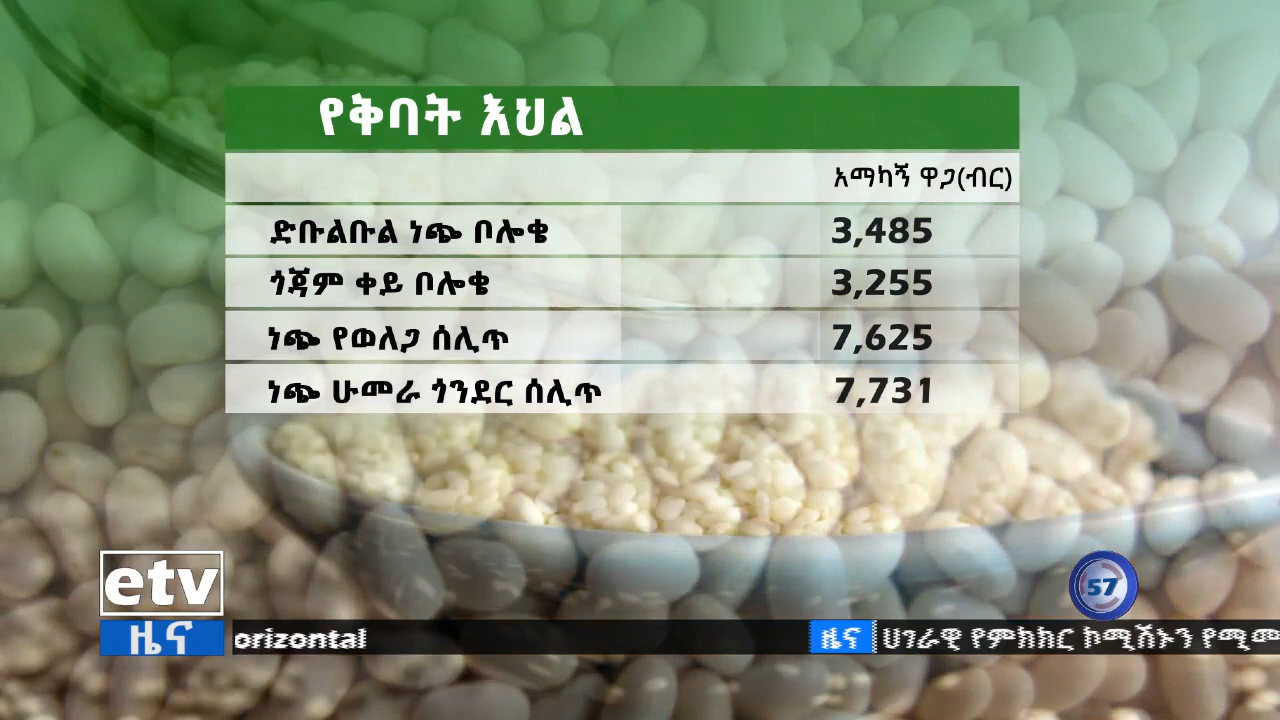 የቅባት እህል
አማካኝ ዋጋ(ብር)
ድቡልቡል ነጭ ቦሎቄ 3,485
ጎጃም ቀይ ቦሎቄ 3,255
ነጭ የወለጋ ሰሊጥ 7,625
ነጭ ሁመራ ጎንደር ሰሊጥ 7,731
etv
57
ዜና orizontal ዜና ሀገራዊ የምክክር ኮሚሽኑን የሚመ